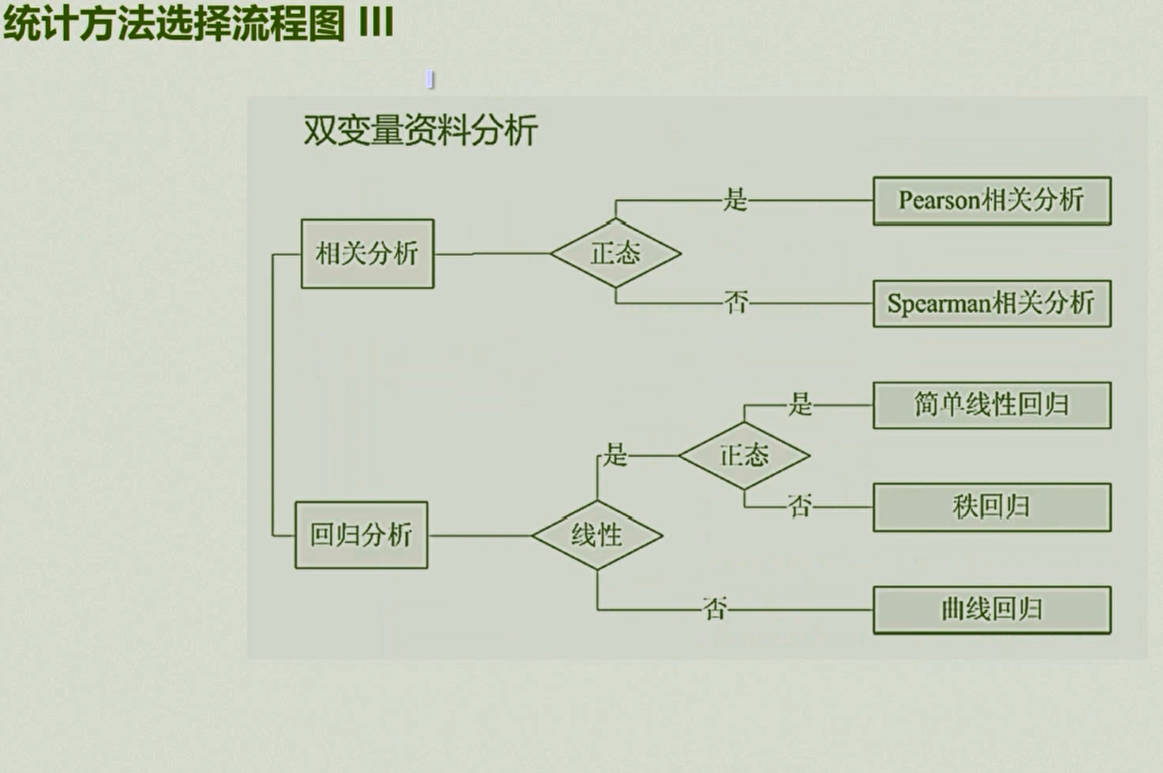 统计方法选择流程图 III
双变量资料分析
是
Pearson相关分析
相关分析
正态
否
Spearman相关分析
是
简单线性回归
是
正态
否
秩回归
回归分析
线性
否
曲线回归